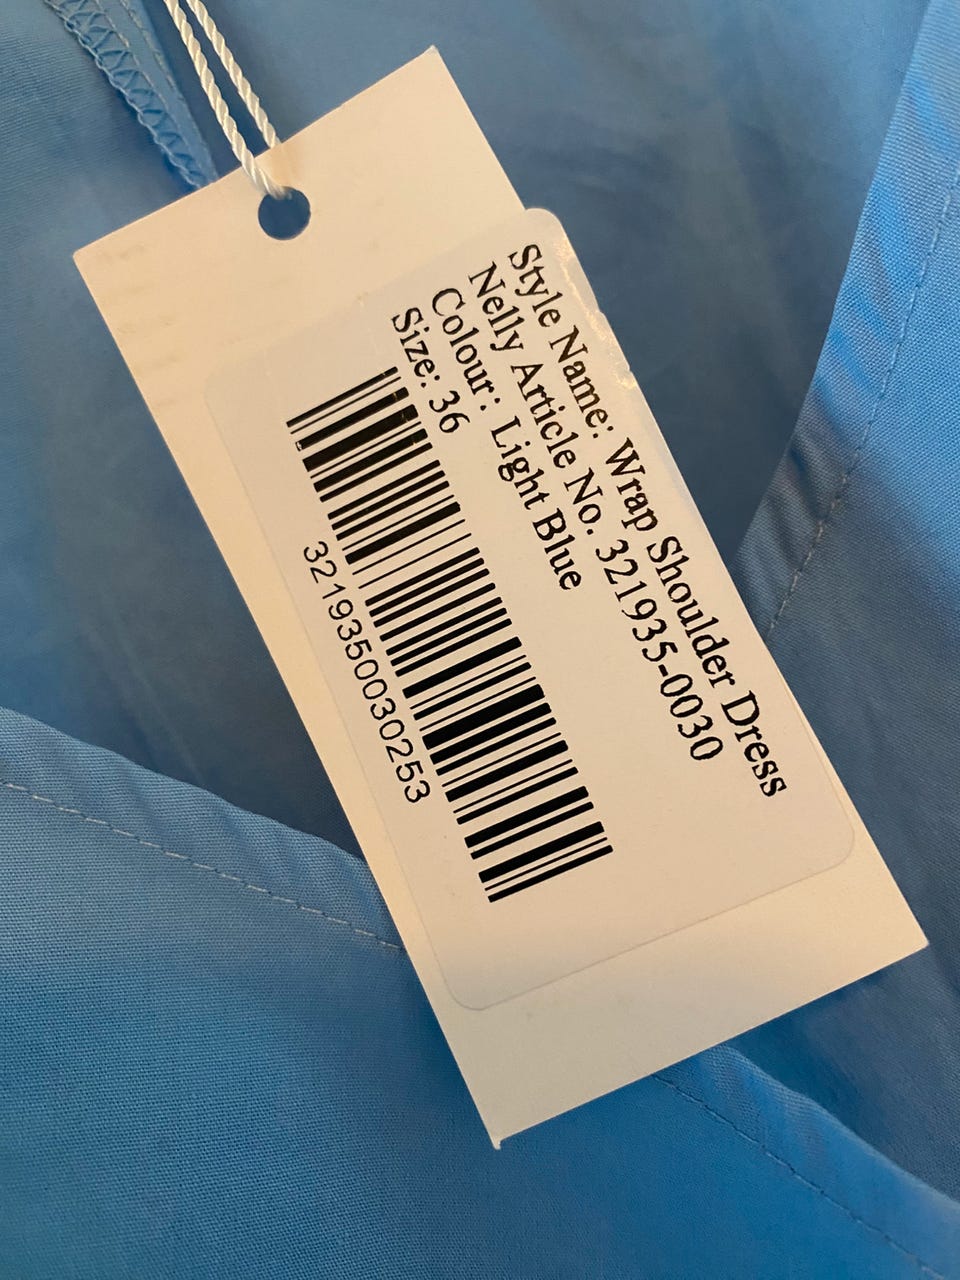 Style Name: Wrap Shoulder Dress
Nelly Article No. 321935-0030
Colour: Light Blue
Size: 36
3219350030253